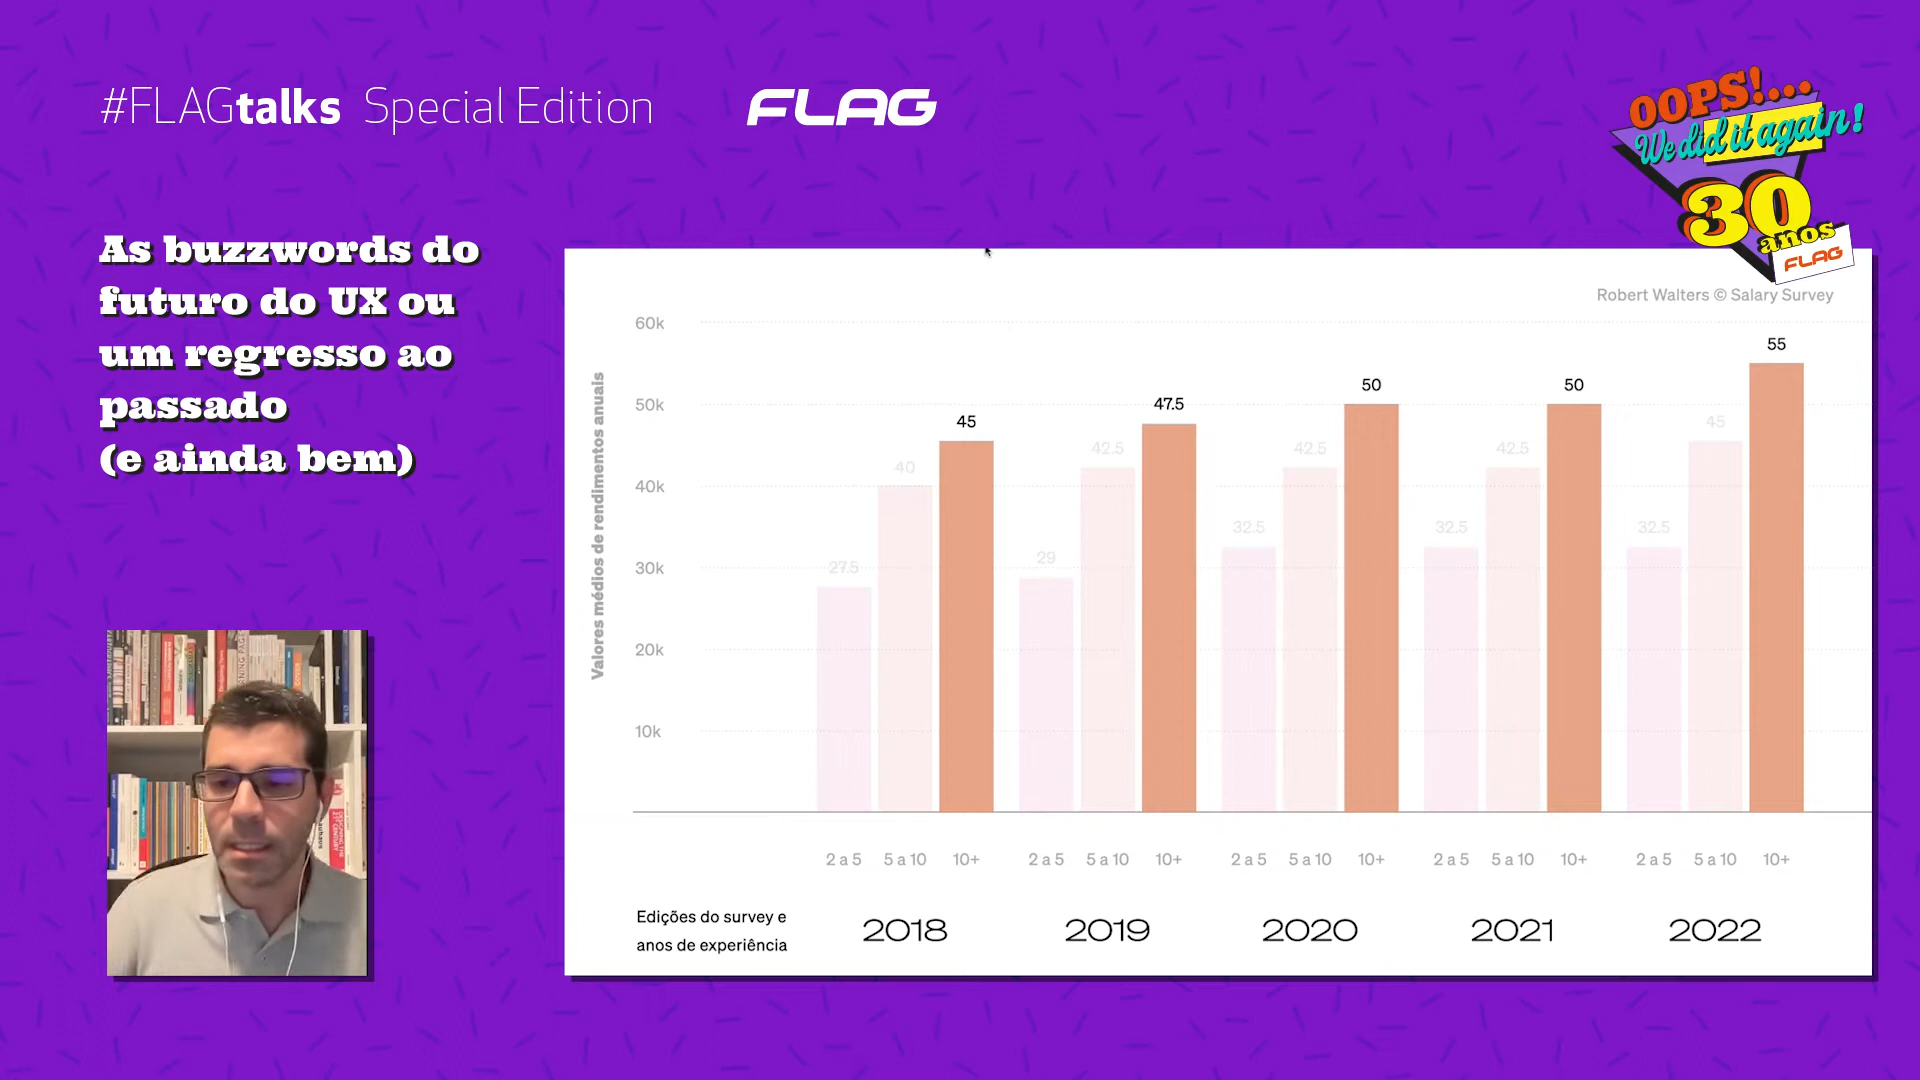 #FLAGtalks Special Edition
FLAG
OOPS!....
We did it again!
30
anos
FLAG
As buzzwords do
futuro do UX ou
um regresso ao
passado
(e ainda bem)
Robert Walters © Salary Survey
Valores médios de rendimentos anuais
60k
50k
40k
30k
20k
10k
27.5 40 45
29 42.5 47.5
32.5 42.5 50
32.5 42.5 50
32.5 45 55
2 a 5 5 a 10 10+ 2 a 5 5 a 10 10+ 2 a 5 5 a 10 10+ 2 a 5 5 a 10 10+ 2 a 5 5 a 10 10+
Edições do survey e
anos de experiência
2018 2019 2020 2021 2022